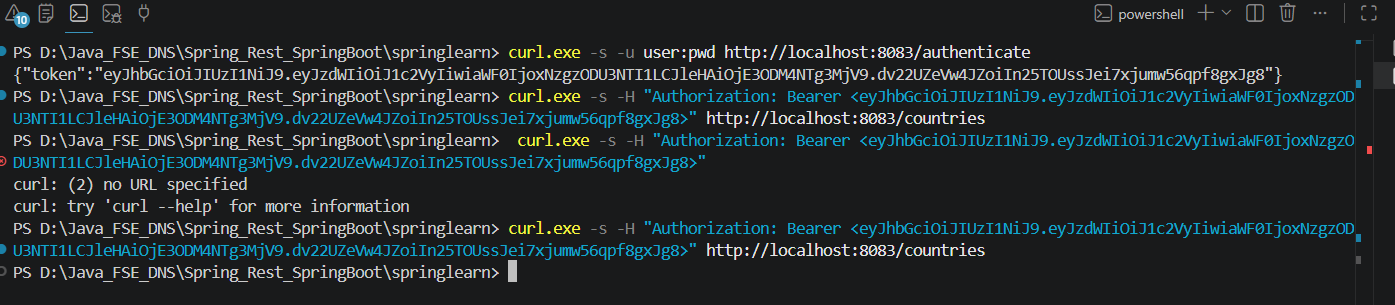 10
powershell
PS D:\Java_FSE_DNS\Spring_Rest_SpringBoot\springlearn> curl.exe -s -u user:pwd http://localhost:8083/authenticate
{"token":"eyJhbGciOiJIUzI1NiJ9.eyJzdWIiOiJ1c2VyIiwiaWF0IjoxNzgzODU3NTI1LCJleHAiOjE3ODM4NTg3MjV9.dv22UZeVw4JZoiIn25TOUssJei7xjumw56qpf8gxJg8"}
PS D:\Java_FSE_DNS\Spring_Rest_SpringBoot\springlearn> curl.exe -s -H "Authorization: Bearer <eyJhbGciOiJIUzI1NiJ9.eyJzdWIiOiJ1c2VyIiwiaWF0IjoxNzgzOD
U3NTI1LCJleHAiOjE3ODM4NTg3MjV9.dv22UZeVw4JZoiIn25TOUssJei7xjumw56qpf8gxJg8>" http://localhost:8083/countries
PS D:\Java_FSE_DNS\Spring_Rest_SpringBoot\springlearn>  curl.exe -s -H "Authorization: Bearer <eyJhbGciOiJIUzI1NiJ9.eyJzdWIiOiJ1c2VyIiwiaWF0IjoxNzgzO
DU3NTI1LCJleHAiOjE3ODM4NTg3MjV9.dv22UZeVw4JZoiIn25TOUssJei7xjumw56qpf8gxJg8>"
curl: (2) no URL specified
curl: try 'curl --help' for more information
PS D:\Java_FSE_DNS\Spring_Rest_SpringBoot\springlearn> curl.exe -s -H "Authorization: Bearer <eyJhbGciOiJIUzI1NiJ9.eyJzdWIiOiJ1c2VyIiwiaWF0IjoxNzgzOD
U3NTI1LCJleHAiOjE3ODM4NTg3MjV9.dv22UZeVw4JZoiIn25TOUssJei7xjumw56qpf8gxJg8>" http://localhost:8083/countries
PS D:\Java_FSE_DNS\Spring_Rest_SpringBoot\springlearn>